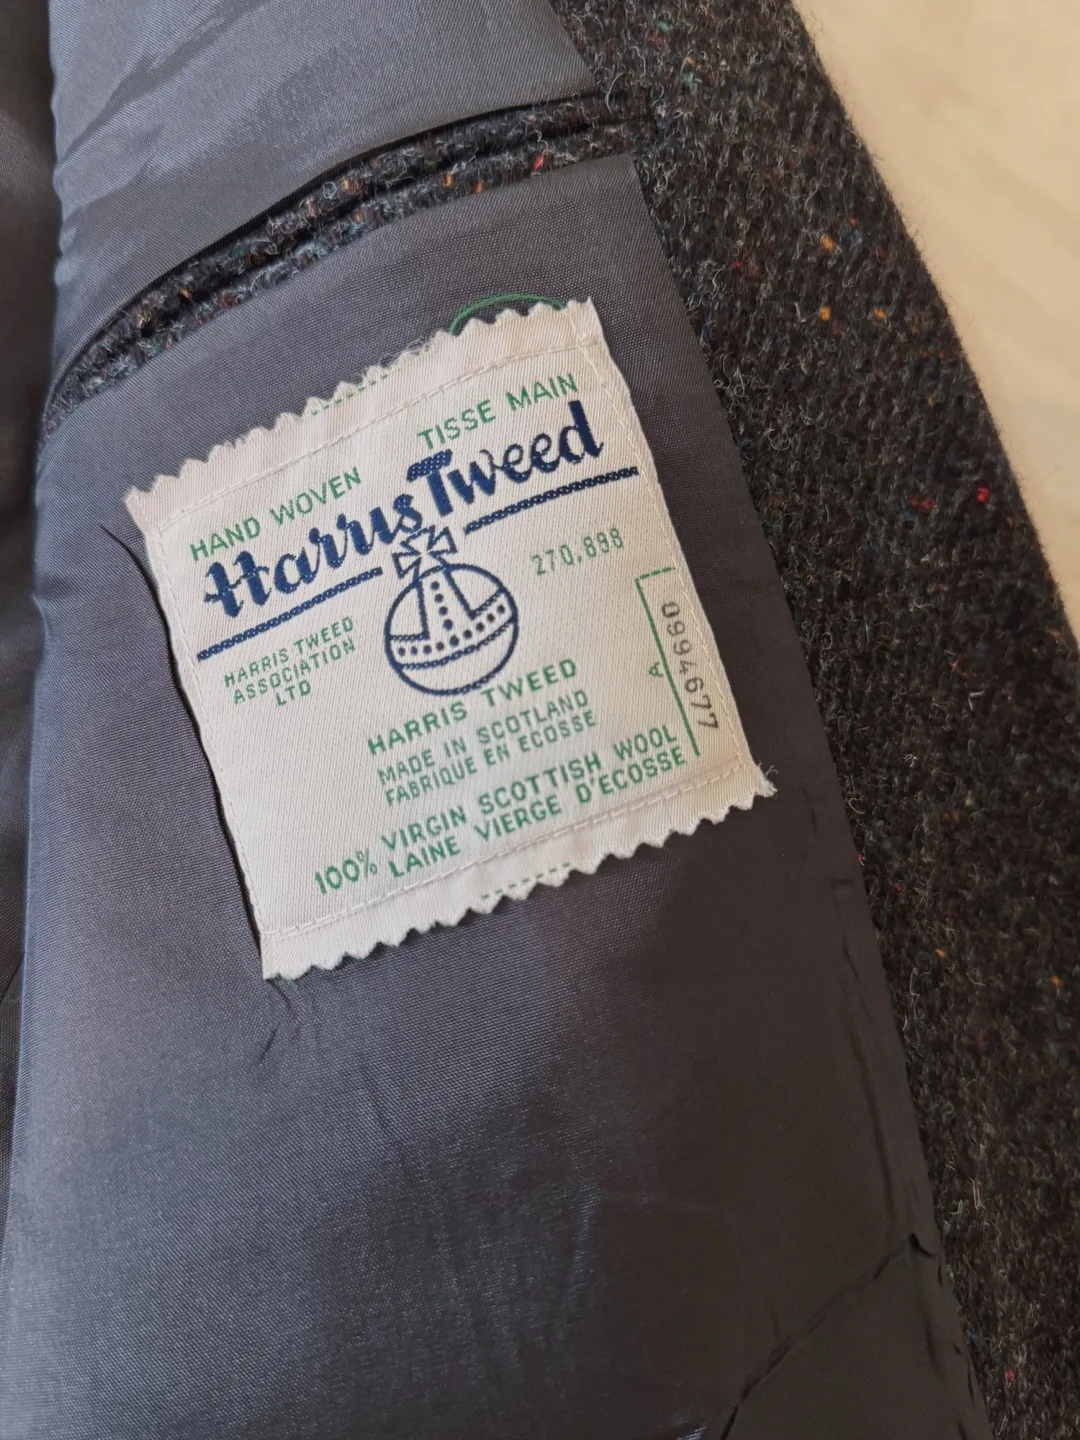 HAND WOVEN TISSE MAIN
Harris Tweed
270,898
HARRIS TWEED
ASSOCIATION
LTD
A
0994677
HARRIS TWEED
MADE IN SCOTLAND
FABRIQUE EN ECOSSE
100% VIRGIN SCOTTISH WOOL
LAINE VIERGE D'ECOSSE